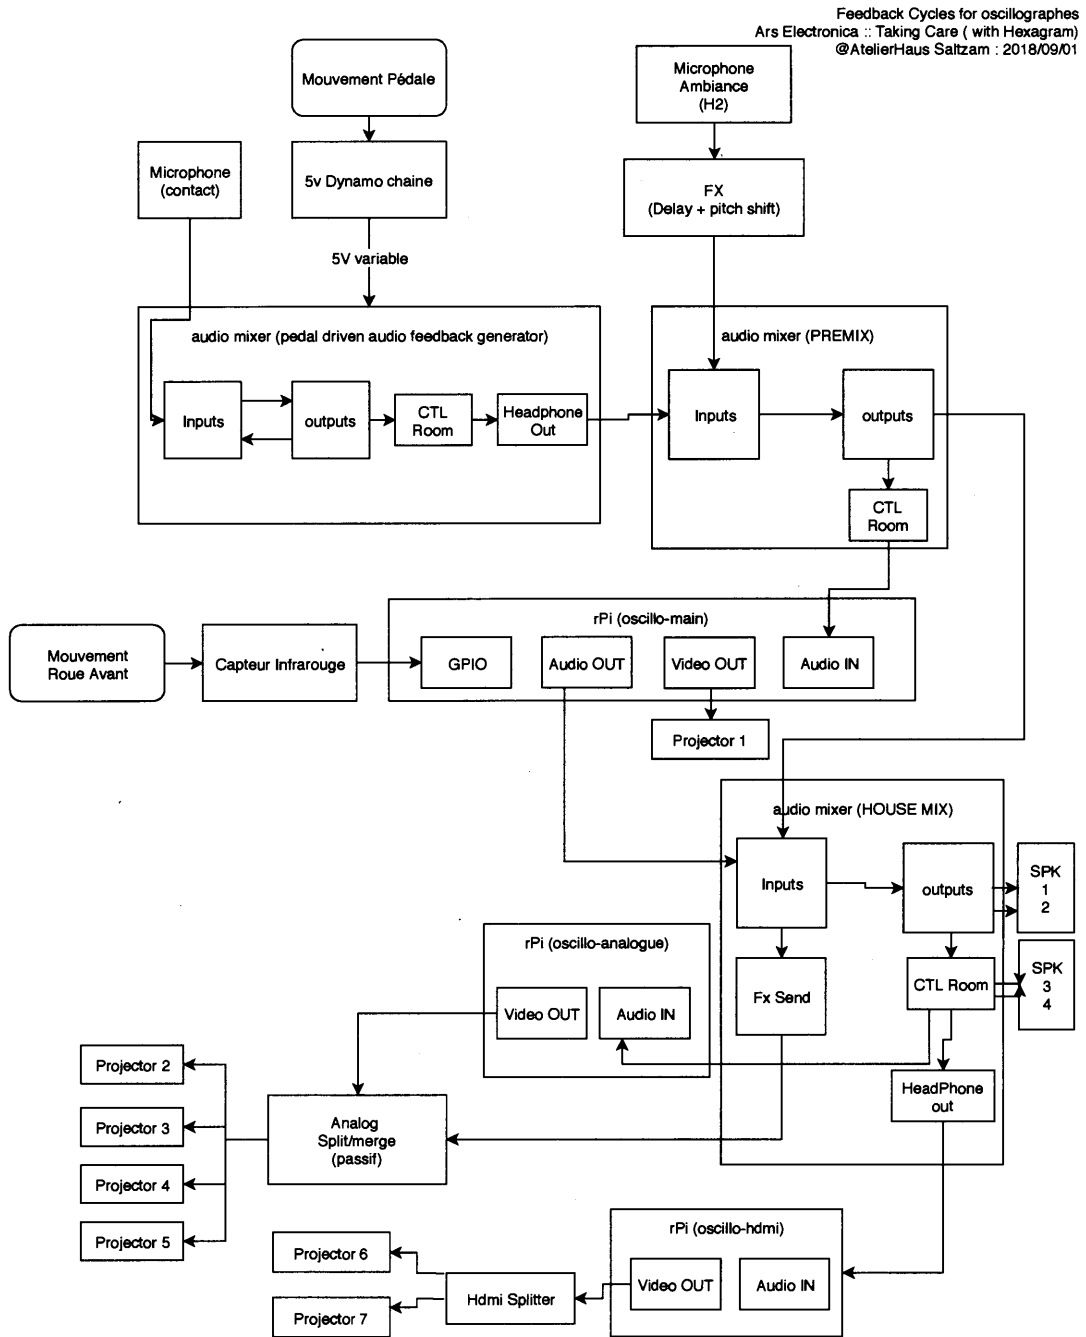 Feedback Cycles for oscillographes
Ars Electronica :: Taking Care ( with Hexagram)
@AtelierHaus Saltzam : 2018/09/01
Mouvement Pédale
Microphone
Ambiance
(H2)
Microphone
(contact)
5v Dynamo chaine
FX
(Delay + pitch shift)
5V variable
audio mixer (pedal driven audio feedback generator)
Inputs
outputs
CTL
Room
Headphone
Out
audio mixer (PREMIX)
Inputs
outputs
CTL
Room
Mouvement
Roue Avant
Capteur Infrarouge
rPi (oscillo-main)
GPIO
Audio OUT
Video OUT
Audio IN
Projector 1
audio mixer (HOUSE MIX)
Inputs
outputs
SPK
1
2
Fx Send
CTL Room
SPK
3
4
HeadPhone
out
rPi (oscillo-analogue)
Video OUT
Audio IN
Projector 2
Projector 3
Projector 4
Projector 5
Analog
Split/merge
(passif)
rPi (oscillo-hdmi)
Video OUT
Audio IN
Hdmi Splitter
Projector 6
Projector 7